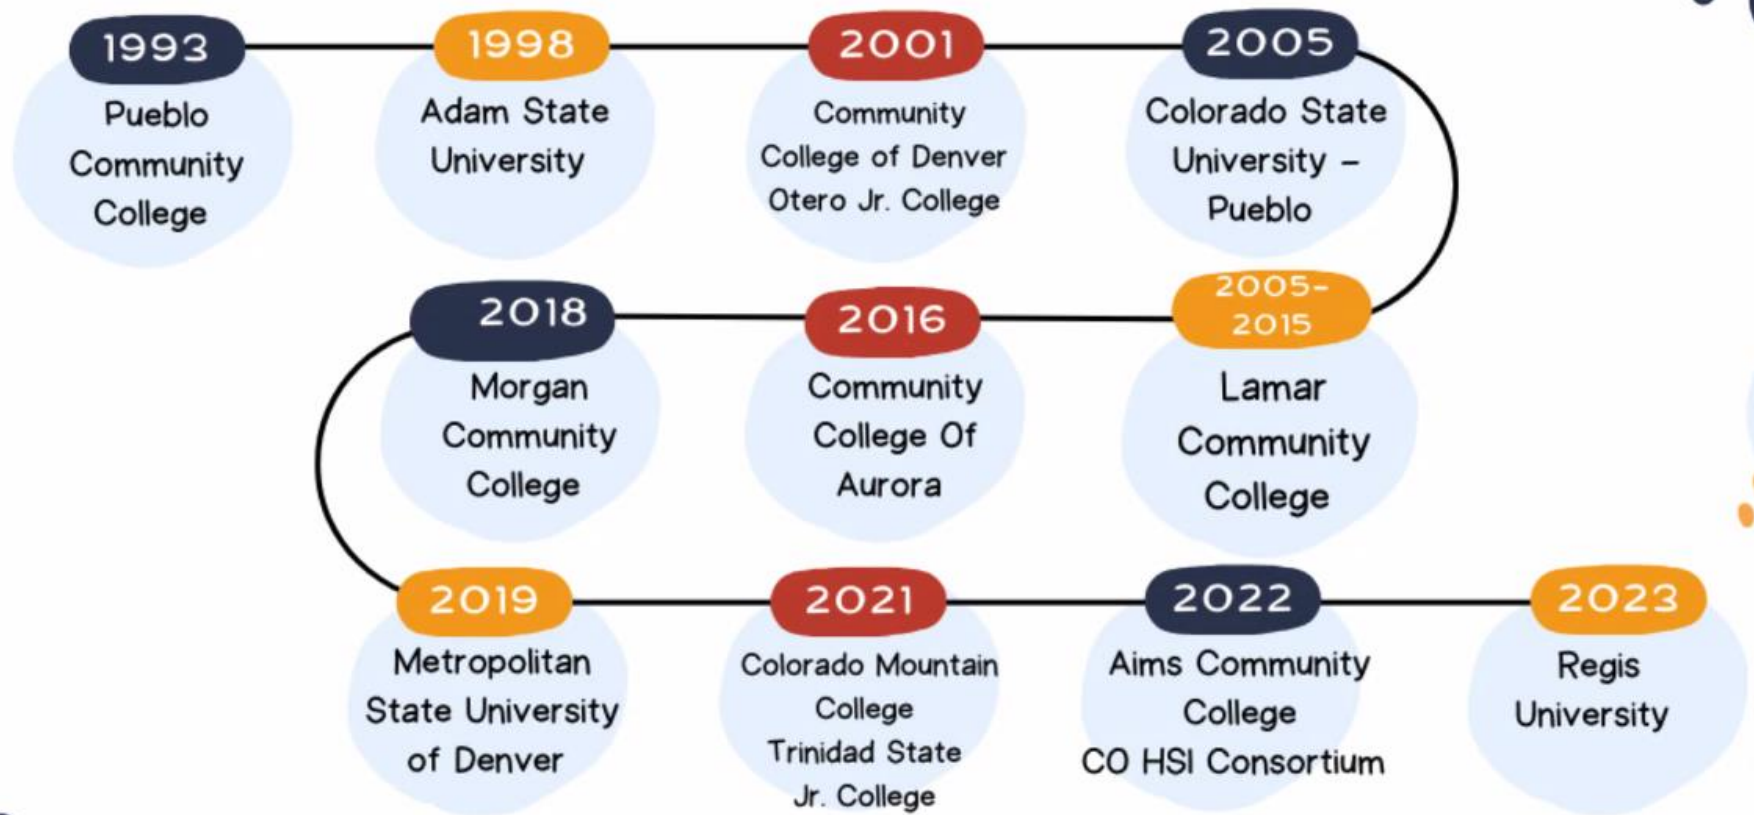 1993
Pueblo
Community
College
1998
Adam State
University
2001
Community
College of Denver
Otero Jr. College
2005
Colorado State
University –
Pueblo
2005-
2015
Lamar
Community
College
2016
Community
College Of
Aurora
2018
Morgan
Community
College
2019
Metropolitan
State University
of Denver
2021
Colorado Mountain
College
Trinidad State
Jr. College
2022
Aims Community
College
CO HSI Consortium
2023
Regis
University